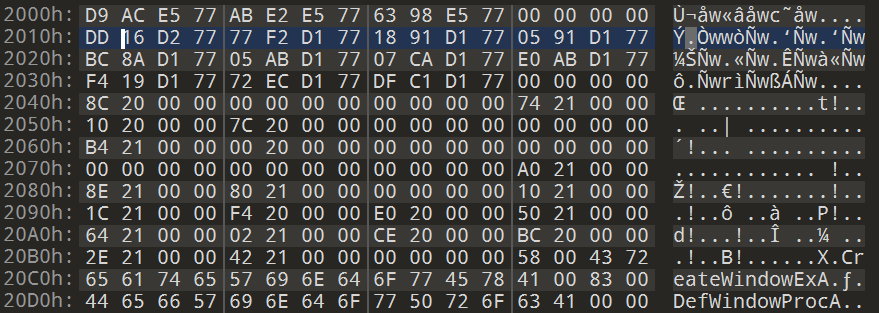 2000h: D9 AC E5 77 AB E2 E5 77 63 98 E5 77 00 00 00 00 Ù¬åw«âåwc˜åw....
2010h: DD 16 D2 77 77 F2 D1 77 18 91 D1 77 05 91 D1 77 Ý.ÒwwòÑw.‘Ñw.‘Ñw
2020h: BC 8A D1 77 05 AB D1 77 07 CA D1 77 E0 AB D1 77 ¼ŠÑw.«Ñw.ÊÑwà«Ñw
2030h: F4 19 D1 77 72 EC D1 77 DF C1 D1 77 00 00 00 00 ô.ÑwrìÑwßÁÑw....
2040h: 8C 20 00 00 00 00 00 00 00 00 00 00 74 21 00 00 Œ ..........t!..
2050h: 10 20 00 00 7C 20 00 00 00 00 00 00 00 00 00 00 . ..| ..........
2060h: B4 21 00 00 00 20 00 00 00 00 00 00 00 00 00 00 ´!... ..........
2070h: 00 00 00 00 00 00 00 00 00 00 00 00 A0 21 00 00 ............ !..
2080h: 8E 21 00 00 80 21 00 00 00 00 00 00 10 21 00 00 Ž!..€!.......!..
2090h: 1C 21 00 00 F4 20 00 00 E0 20 00 00 50 21 00 00 .!..ô ..à ..P!..
20A0h: 64 21 00 00 02 21 00 00 CE 20 00 00 BC 20 00 00 d!...!..Î ..¼ ..
20B0h: 2E 21 00 00 42 21 00 00 00 00 00 00 58 00 43 72 .!..B!......X.Cr
20C0h: 65 61 74 65 57 69 6E 64 6F 77 45 78 41 00 83 00 eateWindowExA.ƒ.
20D0h: 44 65 66 57 69 6E 64 6F 77 50 72 6F 63 41 00 00 DefWindowProcA..